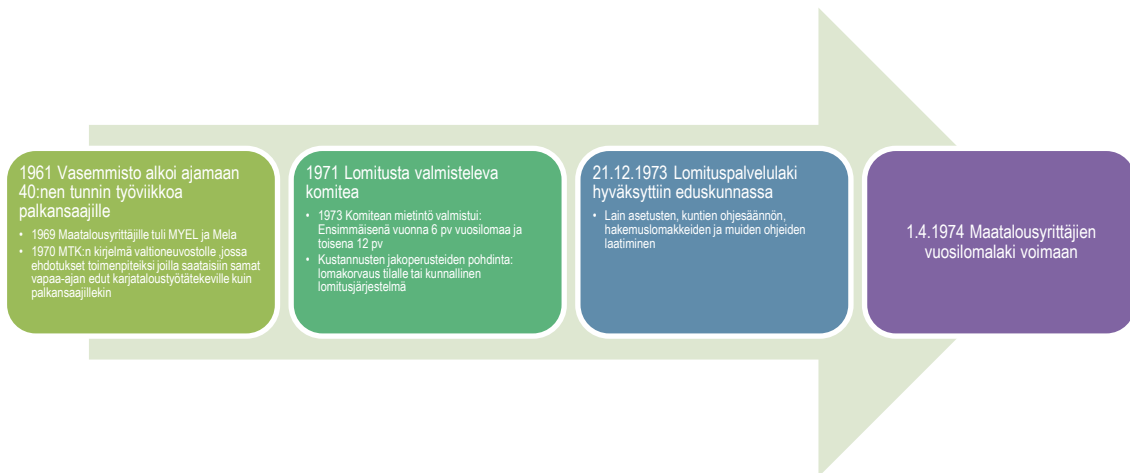 1961 Vasemmisto alkoi ajamaan
40:nen tunnin työviikkoa
palkansaajille
• 1969 Maatalousyrittäjille tuli MYEL ja Mela
• 1970 MTK:n kirjelmä valtioneuvostolle ,jossa
ehdotukset toimenpiteiksi joilla saataisiin samat
vapaa-ajan edut karjataloustyötätekeville kuin
palkansaajillekin
1971 Lomitusta valmisteleva
komitea
• 1973 Komitean mietintö valmistui:
Ensimmäisenä vuonna 6 pv vuosilomaa ja
toisena 12 pv
• Kustannusten jakoperusteiden pohdinta:
lomakorvaus tilalle tai kunnallinen
lomitusjärjestelmä
21.12.1973 Lomituspalvelulaki
hyväksyttiin eduskunnassa
• Lain asetusten, kuntien ohjesäännön,
hakemuslomakkeiden ja muiden ohjeiden
laatiminen
1.4.1974 Maatalousyrittäjien
vuosilomalaki voimaan